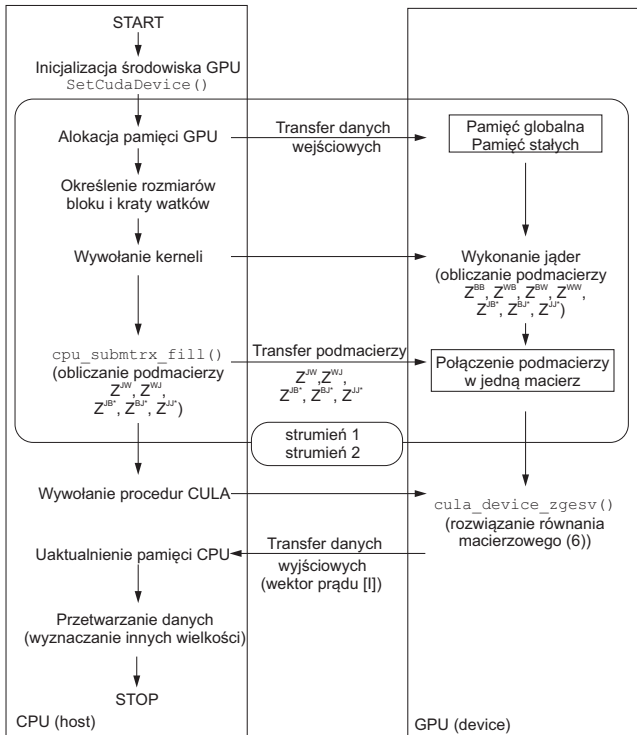 START
Inicjalizacja środowiska GPU
SetCudaDevice()
Alokacja pamięci GPU
Transfer danych
wejściowych
Pamięć globalna
Pamięć stałych
Określenie rozmiarów
bloku i kraty watków
Wywołanie kerneli
Wykonanie jąder
(obliczanie podmacierzy
Z^BB, Z^WB, Z^BW, Z^WW,
Z^JB*, Z^BJ*, Z^JJ*)
cpu_submtrx_fill()
(obliczanie podmacierzy
Z^JW, Z^WJ,
Z^JB*, Z^BJ*, Z^JJ*)
Transfer podmacierzy
Z^JW, Z^WJ,
Z^JB*, Z^BJ*, Z^JJ*
Połączenie podmacierzy
w jedną macierz
strumień 1
strumień 2
Wywołanie procedur CULA
cula_device_zgesv()
(rozwiązanie równania
macierzowego (6))
Uaktualnienie pamięci CPU
Transfer danych
wyjściowych
(wektor prądu [I])
Przetwarzanie danych
(wyznaczanie innych wielkości)
STOP
CPU (host)
GPU (device)